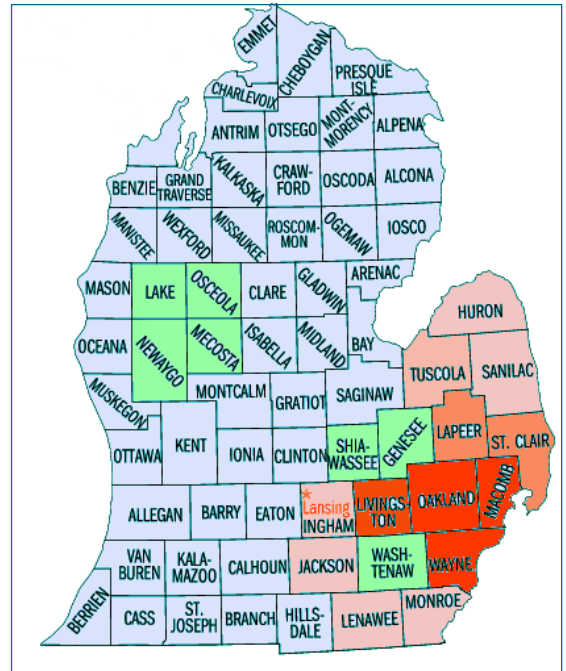 EMMET
CHEBOYGAN
PRESQUE
ISLE
CHARLEVOIX
ANTRIM
OTSEGO
MONT-
MORENCY
ALPENA
BENZIE
GRAND
TRAVERSE
KALKASKA
CRAW-
FORD
OSCODA
ALCONA
MANISTEE
WEXFORD
MISSAUKEE
ROSCOM-
MON
OGEMAW
IOSCO
MASON
LAKE
OSCEOLA
CLARE
GLADWIN
ARENAC
HURON
OCEANA
NEWAYGO
MECOSTA
ISABELLA
MIDLAND
BAY
TUSCOLA
SANILAC
MUSKEGON
MONTCALM
GRATIOT
SAGINAW
OTTAWA
KENT
IONIA
CLINTON
SHIA-
WASSEE
GENESEE
LAPEER
ST. CLAIR
ALLEGAN
BARRY
EATON
*
Lansing
INGHAM
LIVINGS-
TON
OAKLAND
MACOMB
VAN
BUREN
KALA-
MAZOO
CALHOUN
JACKSON
WASH-
TENAW
WAYNE
BERRIEN
CASS
ST.
JOSEPH
BRANCH
HILLS-
DALE
LENAWEE
MONROE